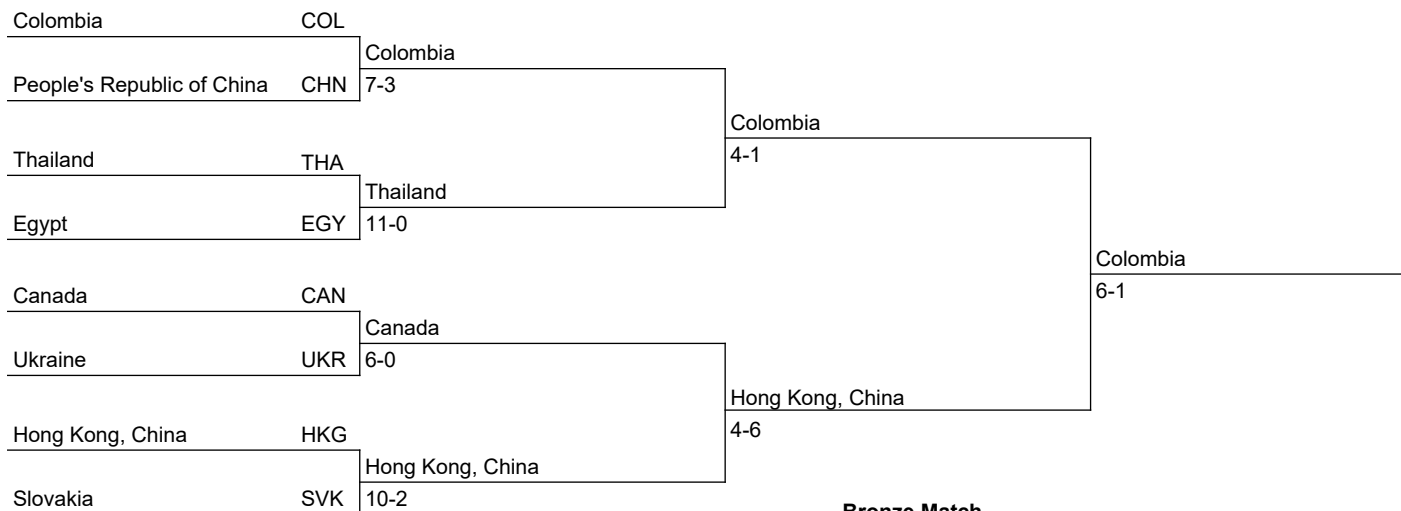 Colombia COL
Colombia
People's Republic of China CHN 7-3
Colombia
4-1
Thailand THA
Thailand
Egypt EGY 11-0
Colombia
6-1
Canada CAN
Canada
Ukraine UKR 6-0
Hong Kong, China
4-6
Hong Kong, China HKG
Hong Kong, China
Slovakia SVK 10-2
Bronze Match